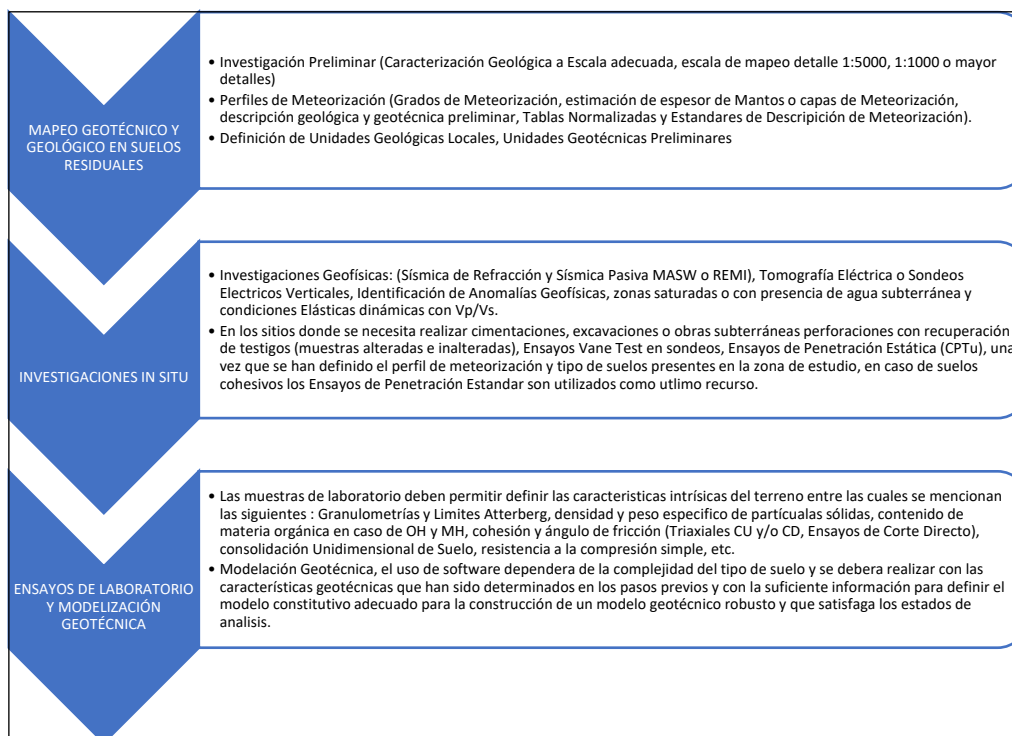 MAPEO GEOTÉCNICO Y
GEOLÓGICO EN SUELOS
RESIDUALES
• Investigación Preliminar (Caracterización Geológica a Escala adecuada, escala de mapeo detalle 1:5000, 1:1000 o mayor
detalles)
• Perfiles de Meteorización (Grados de Meteorización, estimación de espesor de Mantos o capas de Meteorización,
descripción geológica y geotécnica preliminar, Tablas Normalizadas y Estandares de Descripición de Meteorización).
• Definición de Unidades Geológicas Locales, Unidades Geotécnicas Preliminares
INVESTIGACIONES IN SITU
• Investigaciones Geofísicas: (Sísmica de Refracción y Sísmica Pasiva MASW o REMI), Tomografía Eléctrica o Sondeos
Electricos Verticales, Identificación de Anomalías Geofísicas, zonas saturadas o con presencia de agua subterránea y
condiciones Elásticas dinámicas con Vp/Vs.
• En los sitios donde se necesita realizar cimentaciones, excavaciones o obras subterráneas perforaciones con recuperación
de testigos (muestras alteradas e inalteradas), Ensayos Vane Test en sondeos, Ensayos de Penetración Estática (CPTu), una
vez que se han definido el perfil de meteorización y tipo de suelos presentes en la zona de estudio, en caso de suelos
cohesivos los Ensayos de Penetración Estandar son utilizados como utlimo recurso.
ENSAYOS DE LABORATORIO
Y MODELIZACIÓN
GEOTÉCNICA
• Las muestras de laboratorio deben permitir definir las caracteristicas intrísicas del terreno entre las cuales se mencionan
las siguientes : Granulometrías y Limites Atterberg, densidad y peso especifico de partícualas sólidas, contenido de
materia orgánica en caso de OH y MH, cohesión y ángulo de fricción (Triaxiales CU y/o CD, Ensayos de Corte Directo),
consolidación Unidimensional de Suelo, resistencia a la compresión simple, etc.
• Modelación Geotécnica, el uso de software dependera de la complejidad del tipo de suelo y se debera realizar con las
características geotécnicas que han sido determinados en los pasos previos y con la suficiente información para definir el
modelo constitutivo adecuado para la construcción de un modelo geotécnico robusto y que satisfaga los estados de
analisis.